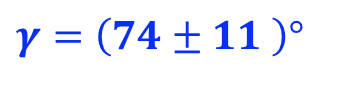 γ = (74 ± 11 )°